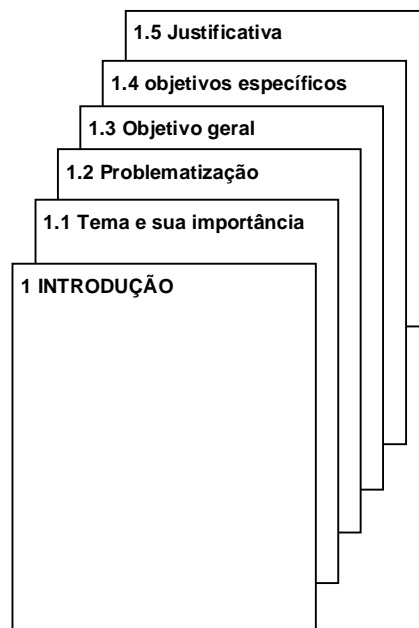 1.5 Justificativa
1.4 objetivos específicos
1.3 Objetivo geral
1.2 Problematização
1.1 Tema e sua importância
1 INTRODUÇÃO